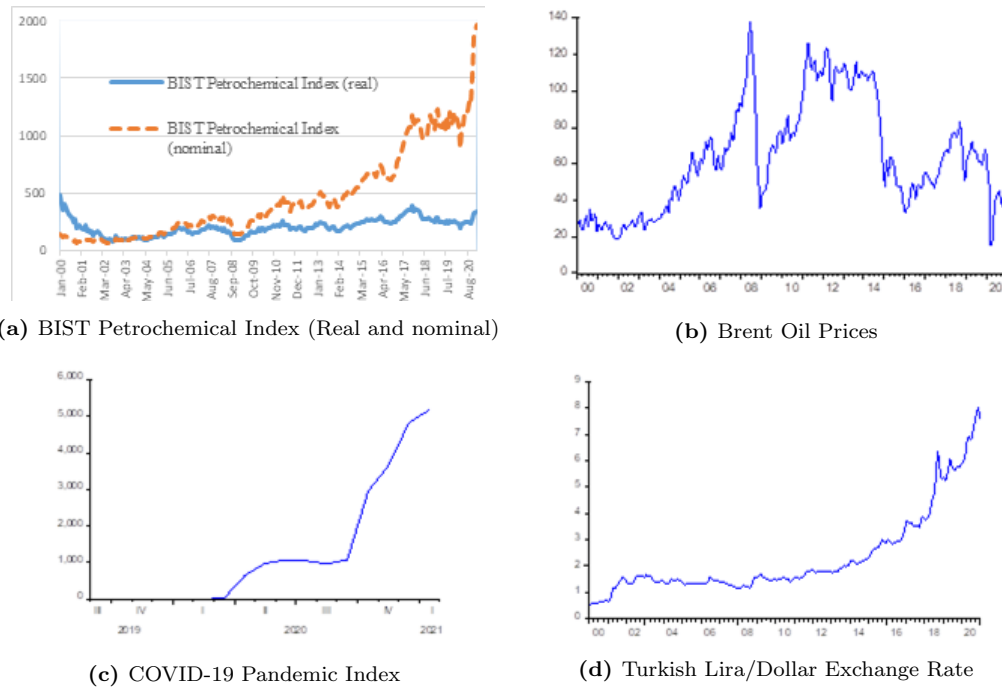 2000
1500
1000
500
0
BIST Petrochemical Index (real)
BIST Petrochemical Index
(nominal)
Jan-00
Feb-01
Mar-02
Apr-03
May-04
Jun-05
Jul-06
Aug-07
Sep-08
Oct-09
Nov-10
Dec-11
Jan-13
Feb-14
Mar-15
Apr-16
May-17
Jun-18
Jul-19
Aug-20
(a) BIST Petrochemical Index (Real and nominal)
140
120
100
80
60
40
20
0
00 02 04 06 08 10 12 14 16 18 20
(b) Brent Oil Prices
6,000
5,000
4,000
3,000
2,000
1,000
0
III IV I II III IV I
2019 2020 2021
(c) COVID-19 Pandemic Index
9
8
7
6
5
4
3
2
1
0
00 02 04 06 08 10 12 14 16 18 20
(d) Turkish Lira/Dollar Exchange Rate